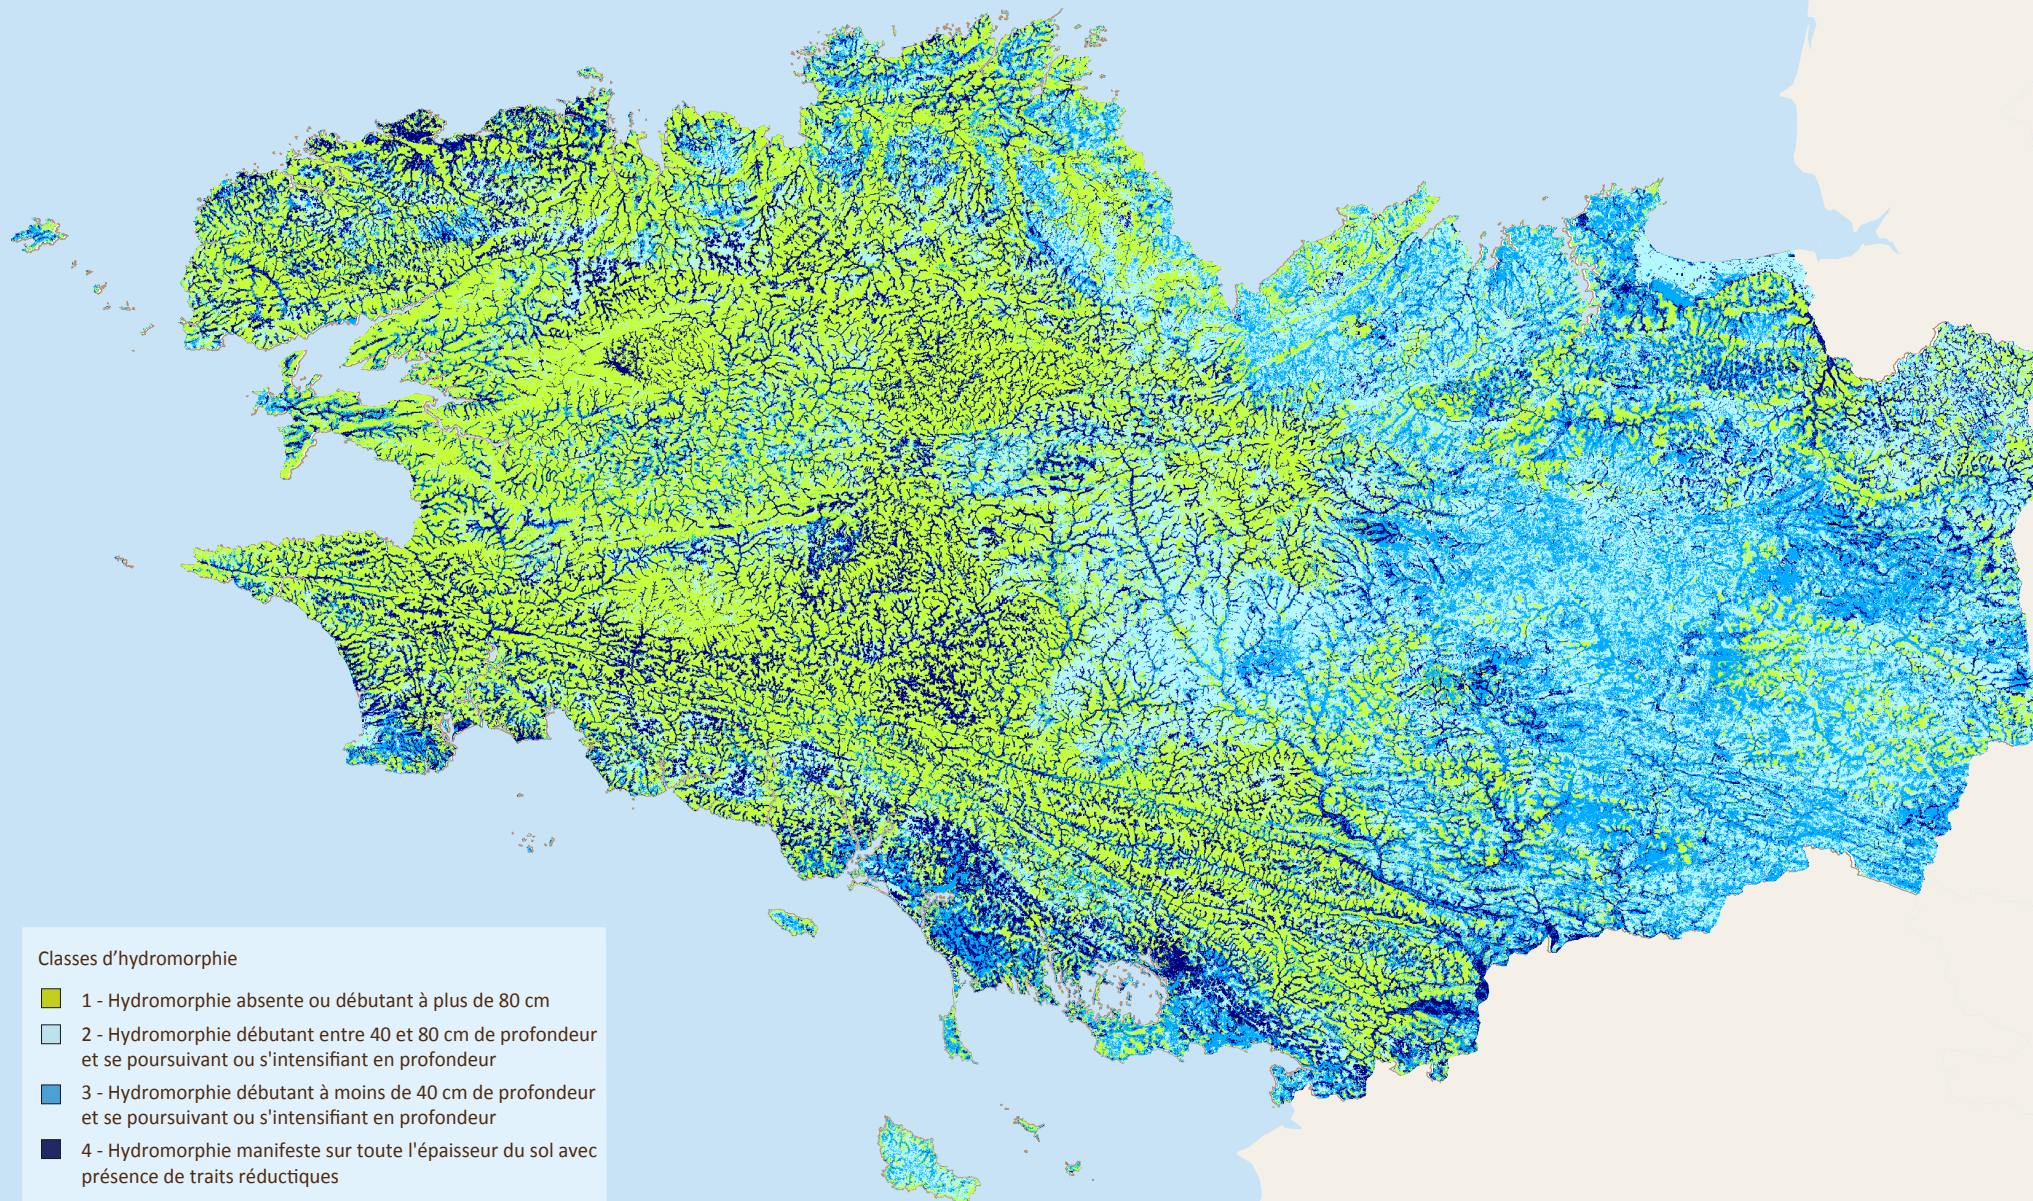 Classes d'hydromorphie
1 - Hydromorphie absente ou débutant à plus de 80 cm
2 - Hydromorphie débutant entre 40 et 80 cm de profondeur
et se poursuivant ou s'intensifiant en profondeur
3 - Hydromorphie débutant à moins de 40 cm de profondeur
et se poursuivant ou s'intensifiant en profondeur
4 - Hydromorphie manifeste sur toute l'épaisseur du sol avec
présence de traits réductiques